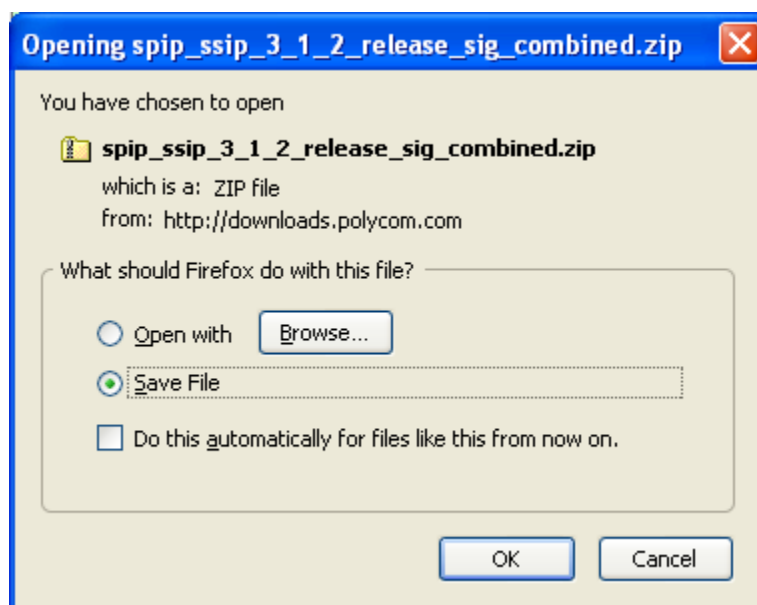 Opening spip_ssip_3_1_2_release_sig_combined.zip
You have chosen to open
spip_ssip_3_1_2_release_sig_combined.zip
which is a: ZIP file
from: http://downloads.polycom.com
What should Firefox do with this file?
Open with Browse...
Save File
Do this automatically for files like this from now on.
OK Cancel